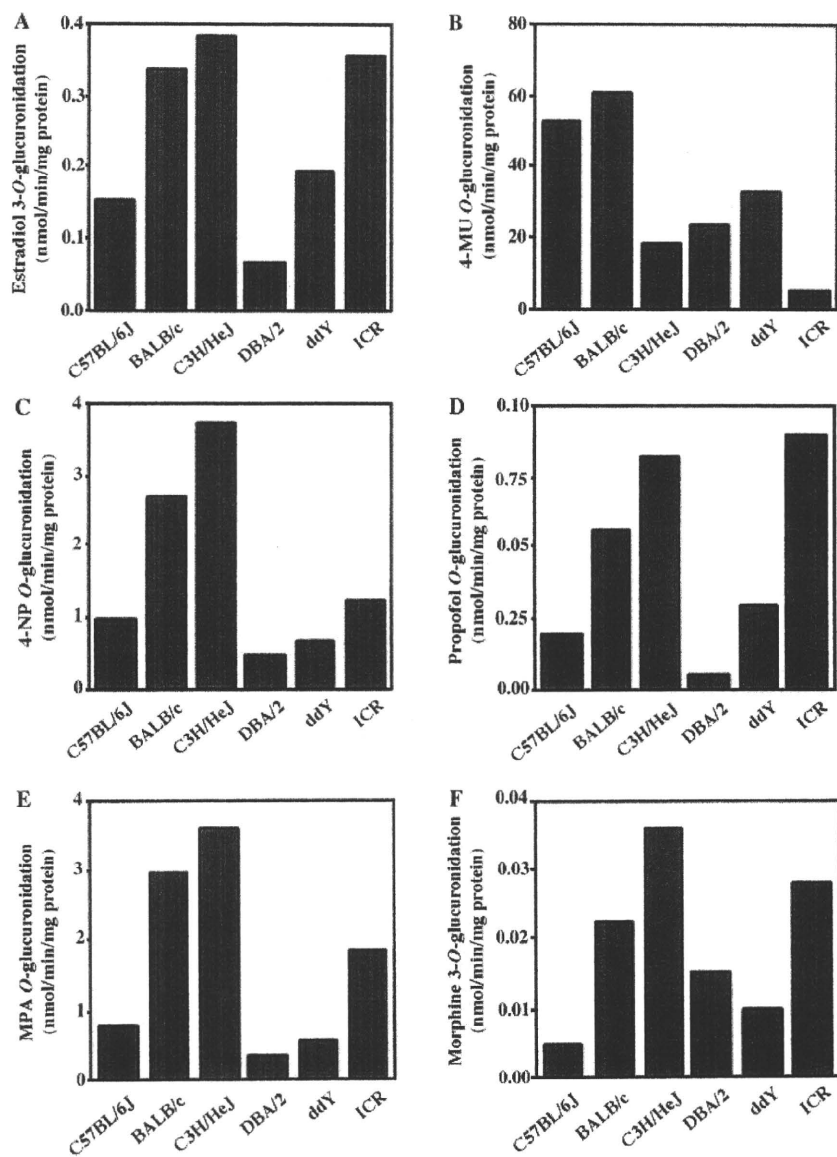 A
Estradiol 3-O-glucuronidation
(nmol/min/mg protein)
0.4
0.3
0.2
0.1
0.0
C57BL/6J
BALB/c
C3H/HeJ
DBA/2
ddY
ICR
B
4-MU O-glucuronidation
(nmol/min/mg protein)
80
60
40
20
0
C57BL/6J
BALB/c
C3H/HeJ
DBA/2
ddY
ICR
C
4-NP O-glucuronidation
(nmol/min/mg protein)
4
3
2
1
0
C57BL/6J
BALB/c
C3H/HeJ
DBA/2
ddY
ICR
D
Propofol O-glucuronidation
(nmol/min/mg protein)
0.10
0.75
0.05
0.25
0.00
C57BL/6J
BALB/c
C3H/HeJ
DBA/2
ddY
ICR
E
MPA O-glucuronidation
(nmol/min/mg protein)
4
3
2
1
0
C57BL/6J
BALB/c
C3H/HeJ
DBA/2
ddY
ICR
F
Morphine 3-O-glucuronidation
(nmol/min/mg protein)
0.04
0.03
0.02
0.01
0.00
C57BL/6J
BALB/c
C3H/HeJ
DBA/2
ddY
ICR